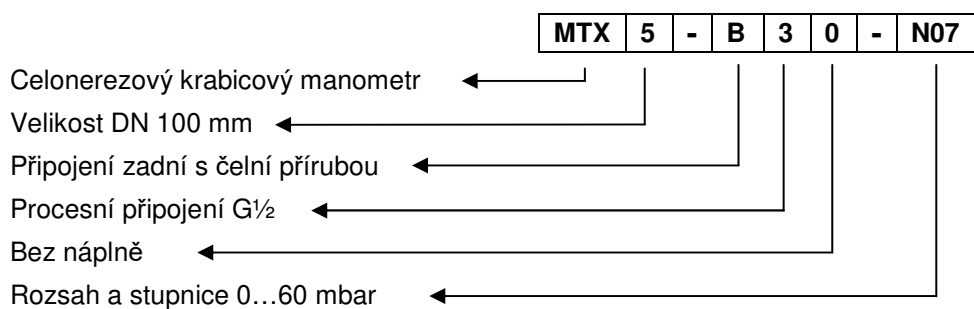 MTX 5 - B 3 0 - N07
Celonerezový krabicový manometr
Velikost DN 100 mm
Připojení zadní s čelní přírubou
Procesní připojení G½
Bez náplně
Rozsah a stupnice 0…60 mbar